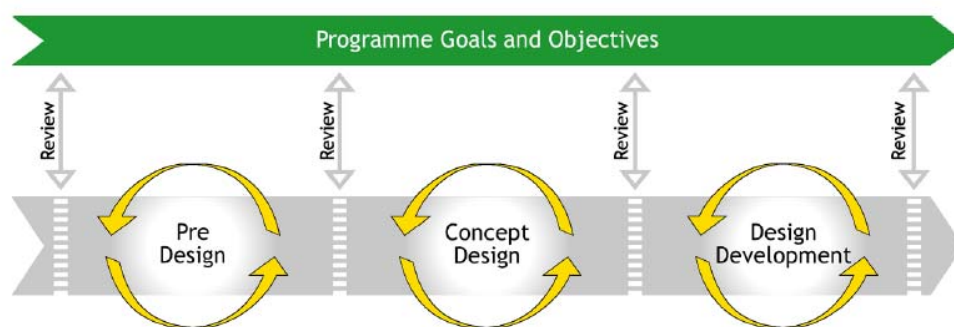 Programme Goals and Objectives
Review
Review
Review
Review
Pre
Design
Concept
Design
Design
Development